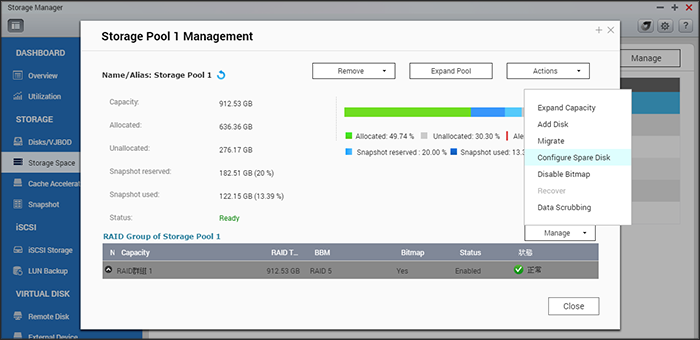 Storage Manager
DASHBOARD
Overview
Utilization
STORAGE
Disks/VJBOD
Storage Space
Cache Accelerat
Snapshot
iSCSI
iSCSI Storage
LUN Backup
VIRTUAL DISK
Remote Disk
External Device
Manage
Storage Pool 1 Management
Name/Alias: Storage Pool 1
Remove
Expand Pool
Actions
Capacity: 912.53 GB
Allocated: 636.36 GB
Unallocated: 276.17 GB
Snapshot reserved: 182.51 GB (20 %)
Snapshot used: 122.15 GB (13.39 %)
Status: Ready
Allocated: 49.74 % Unallocated: 30.30 % Ale
Snapshot reserved : 20.00 % Snapshot used: 13.3
Expand Capacity
Add Disk
Migrate
Configure Spare Disk
Disable Bitmap
Recover
Data Scrubbing
RAID Group of Storage Pool 1
Manage
N Capacity RAID T... BBM Bitmap Status 狀態
RAID群組 1 912.53 GB RAID 5 Yes Enabled 正常
Close